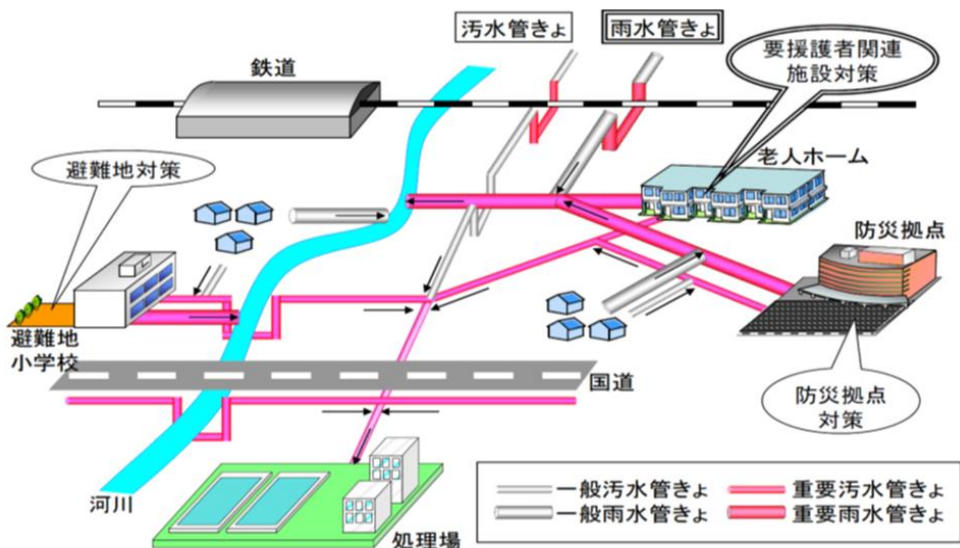 汚水管きょ
雨水管きょ
要援護者関連
施設対策
鉄道
避難地対策
老人ホーム
防災拠点
避難地
小学校
国道
防災拠点
対策
河川
処理場
一般汚水管きょ
重要汚水管きょ
一般雨水管きょ
重要雨水管きょ